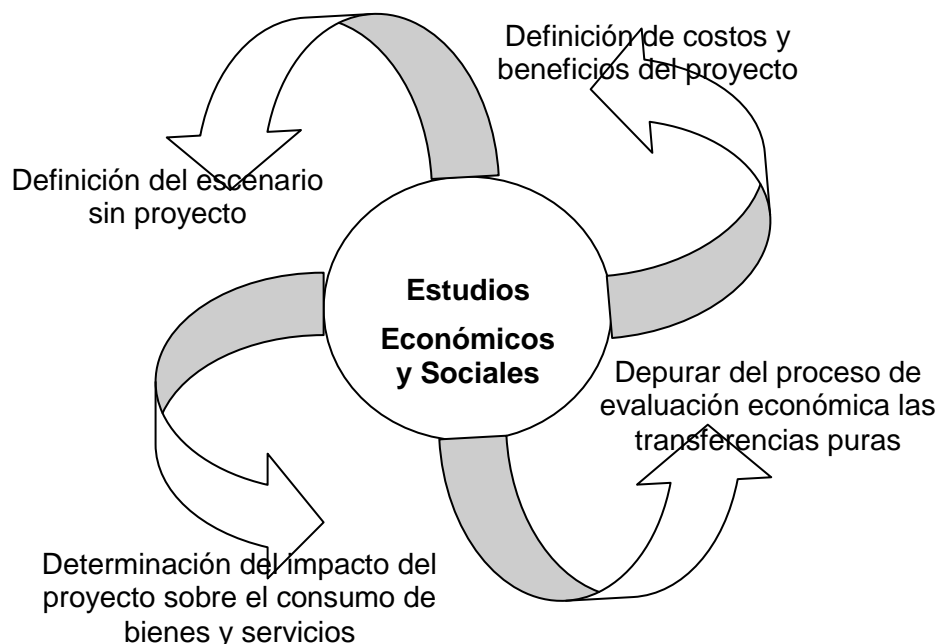 Definición de costos y
beneficios del proyecto
Definición del escenario
sin proyecto
Estudios
Económicos
y Sociales
Depurar del proceso de
evaluación económica las
transferencias puras
Determinación del impacto del
proyecto sobre el consumo de
bienes y servicios